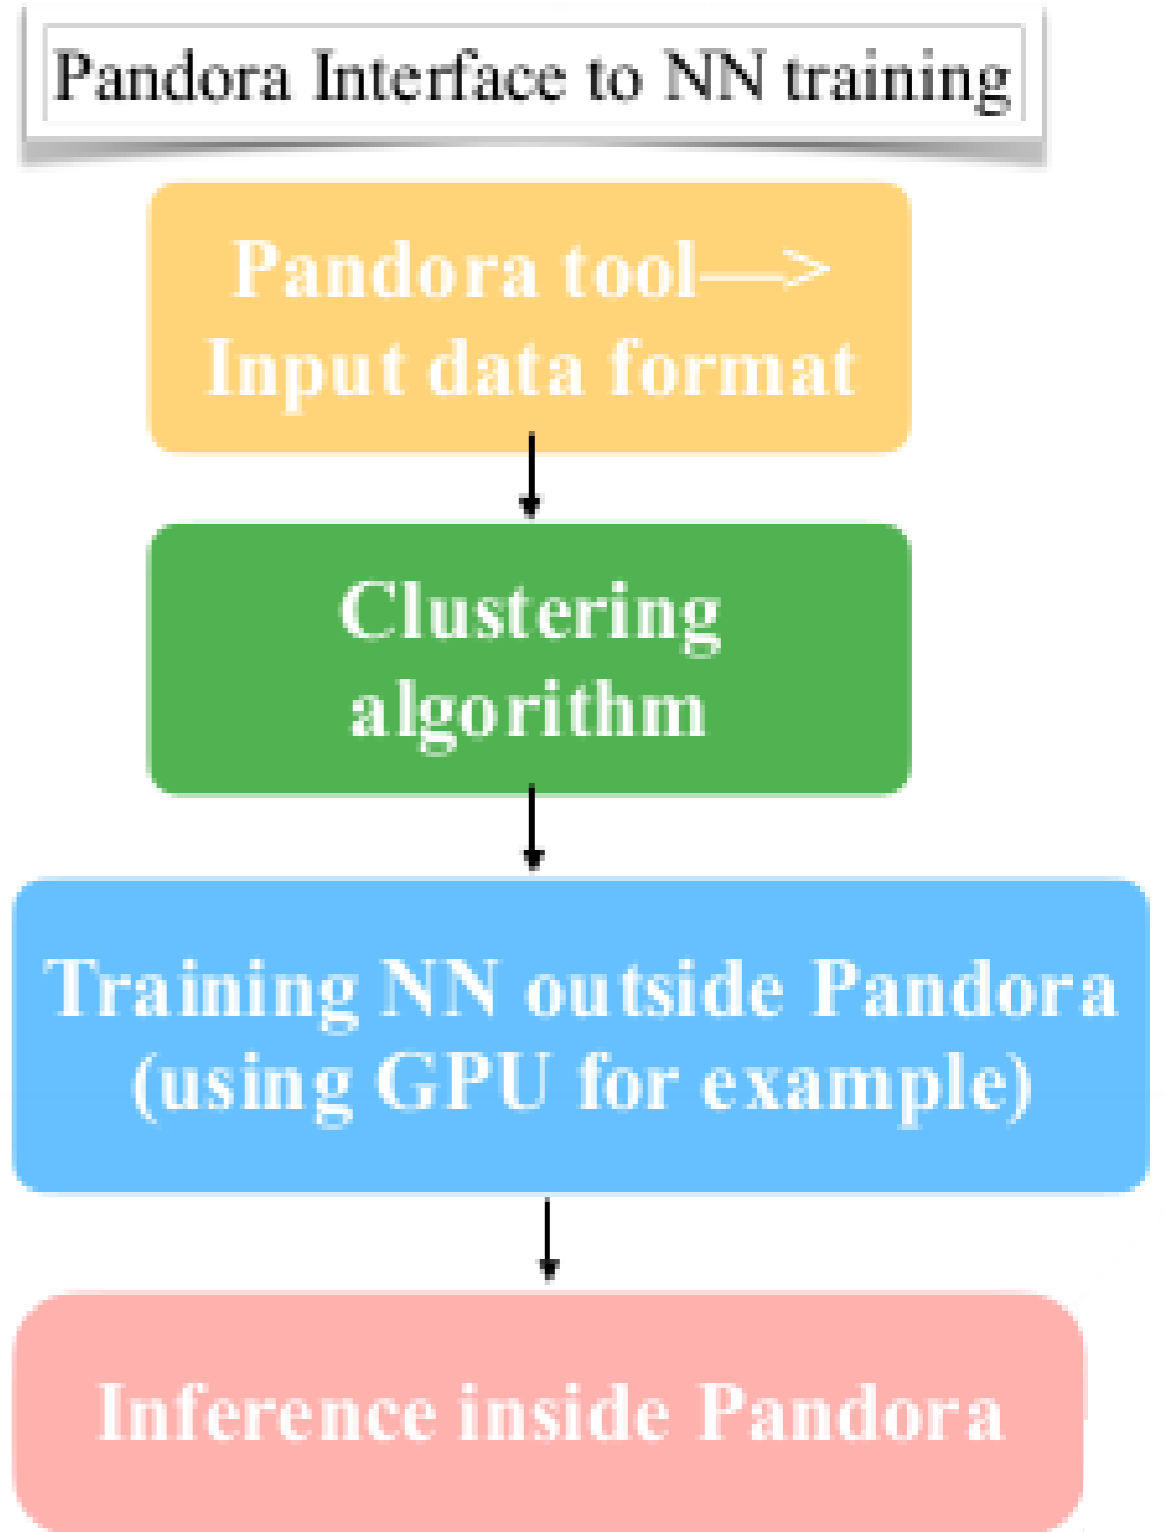 Pandora Interface to NN training
Pandora tool—>
Input data format
Clustering
algorithm
Training NN outside Pandora
(using GPU for example)
Inference inside Pandora